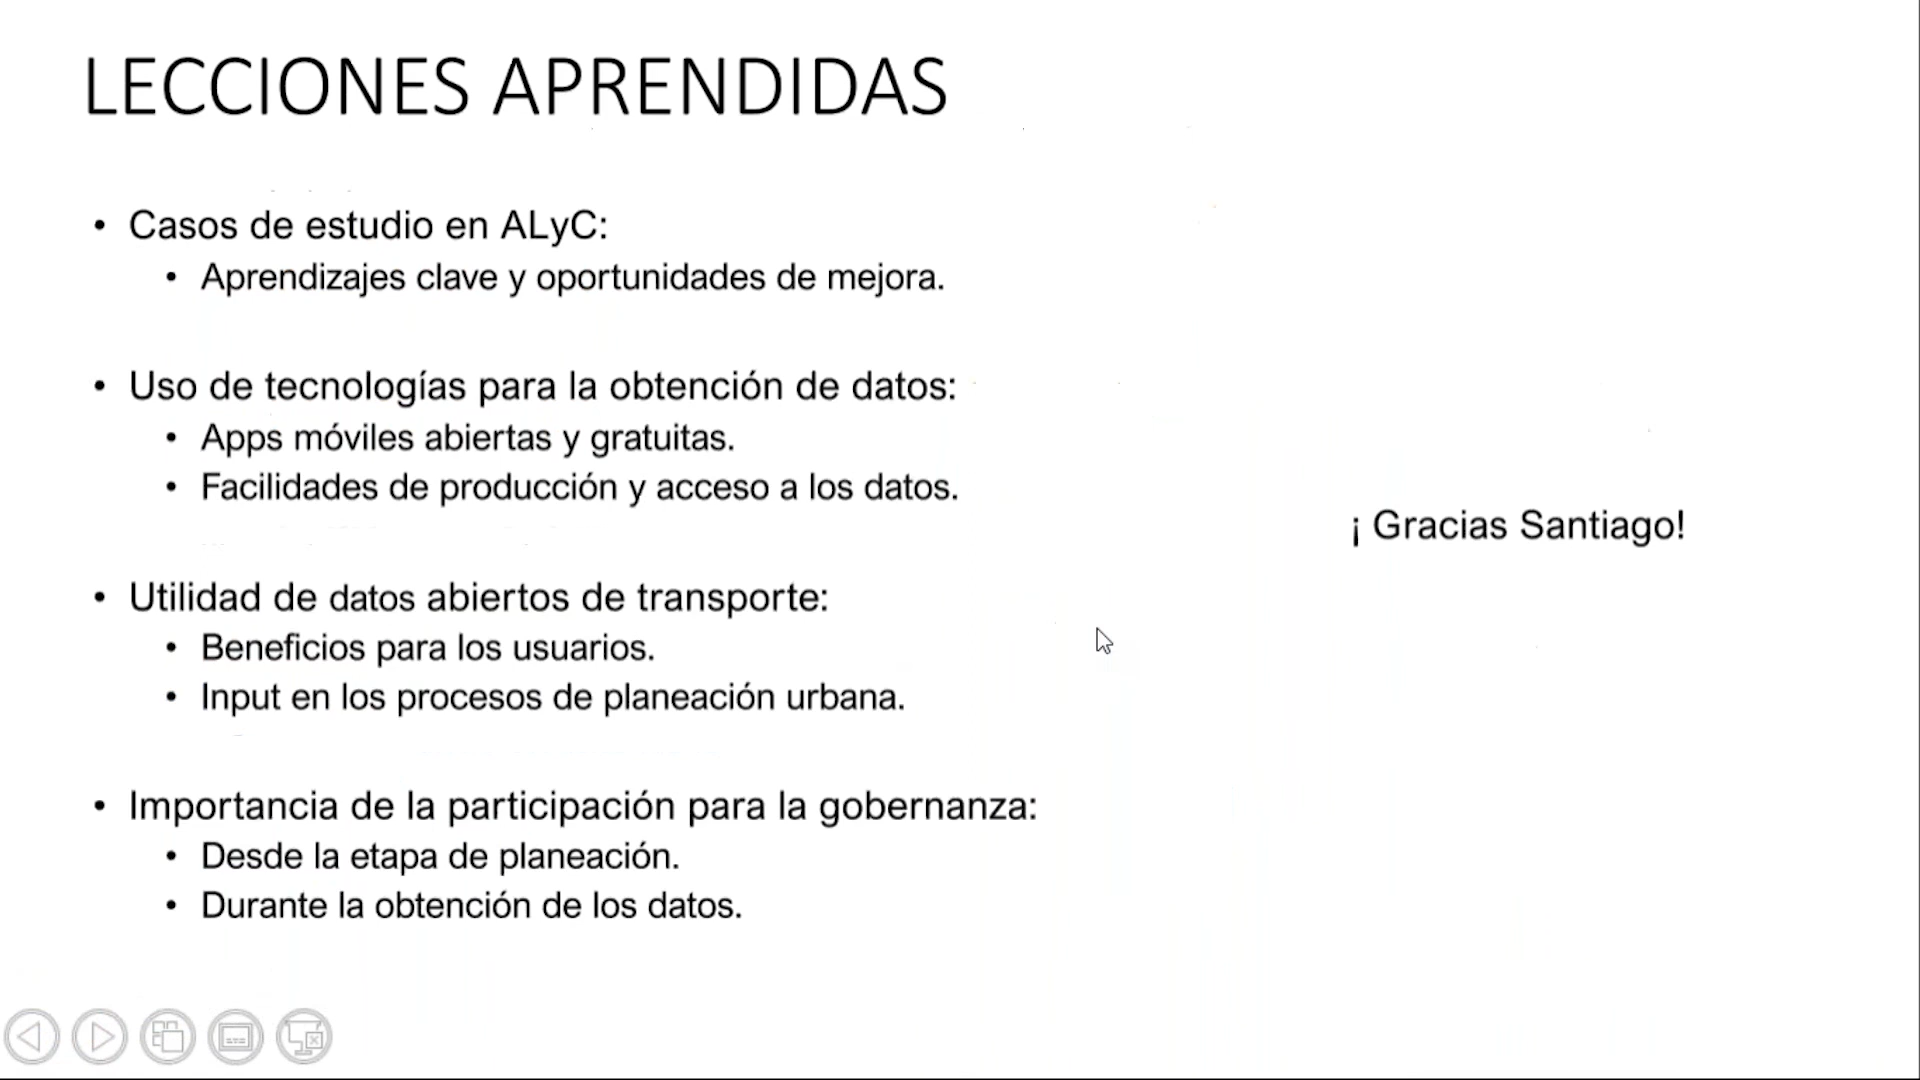 LECCIONES APRENDIDAS
• Casos de estudio en ALyC:
• Aprendizajes clave y oportunidades de mejora.
• Uso de tecnologías para la obtención de datos:
• Apps móviles abiertas y gratuitas.
• Facilidades de producción y acceso a los datos.
¡ Gracias Santiago!
• Utilidad de datos abiertos de transporte:
• Beneficios para los usuarios.
• Input en los procesos de planeación urbana.
• Importancia de la participación para la gobernanza:
• Desde la etapa de planeación.
• Durante la obtención de los datos.